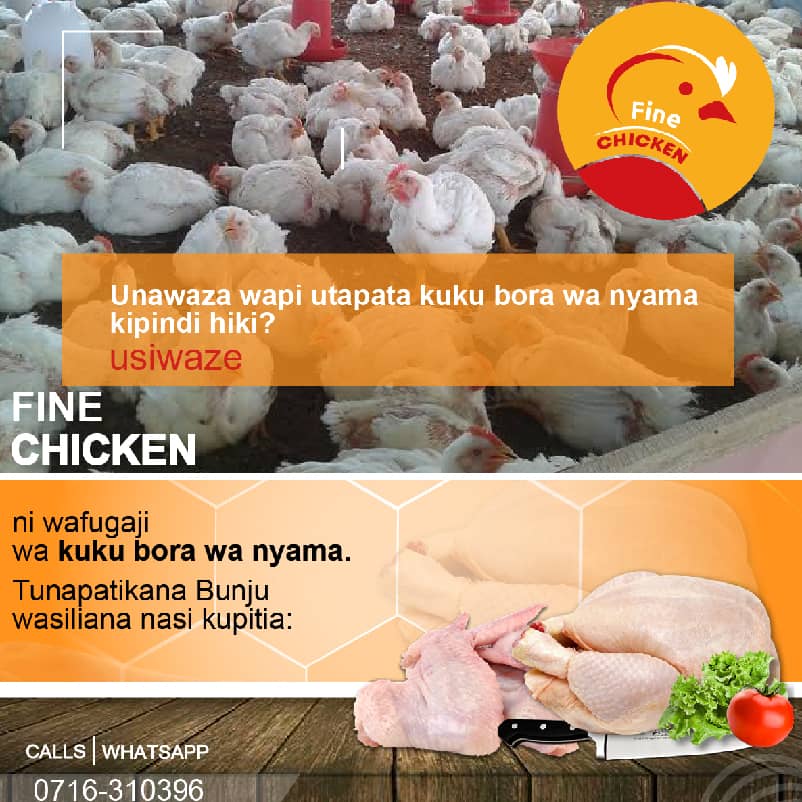 Fine
CHICKEN
Unawaza wapi utapata kuku bora wa nyama
kipindi hiki?
usiwaze
FINE
CHICKEN
ni wafugaji
wa kuku bora wa nyama.
Tunapatikana Bunju
wasiliana nasi kupitia:
CALLS | WHATSAPP
0716-310396